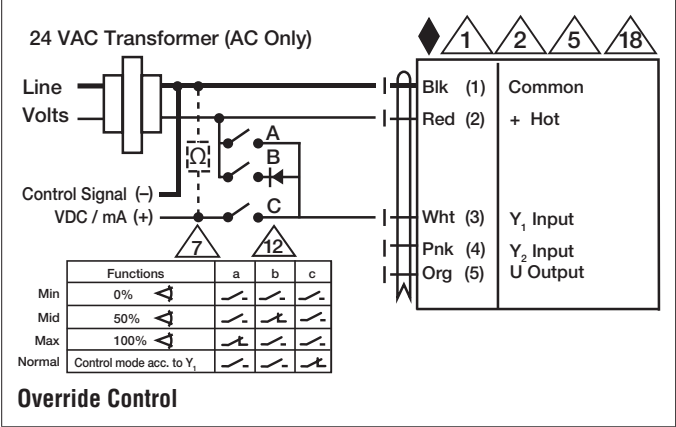 24 VAC Transformer (AC Only)
1 2 5 18
Line
Volts
Blk (1) Common
Red (2) + Hot
A
Ω
B
Control Signal (–)
C
VDC / mA (+)
Wht (3) Y1 Input
7
12
Pnk (4) Y2 Input
Org (5) U Output
Functions a b c
Min 0%
Mid 50%
Max 100%
Normal Control mode acc. to Y1
Override Control